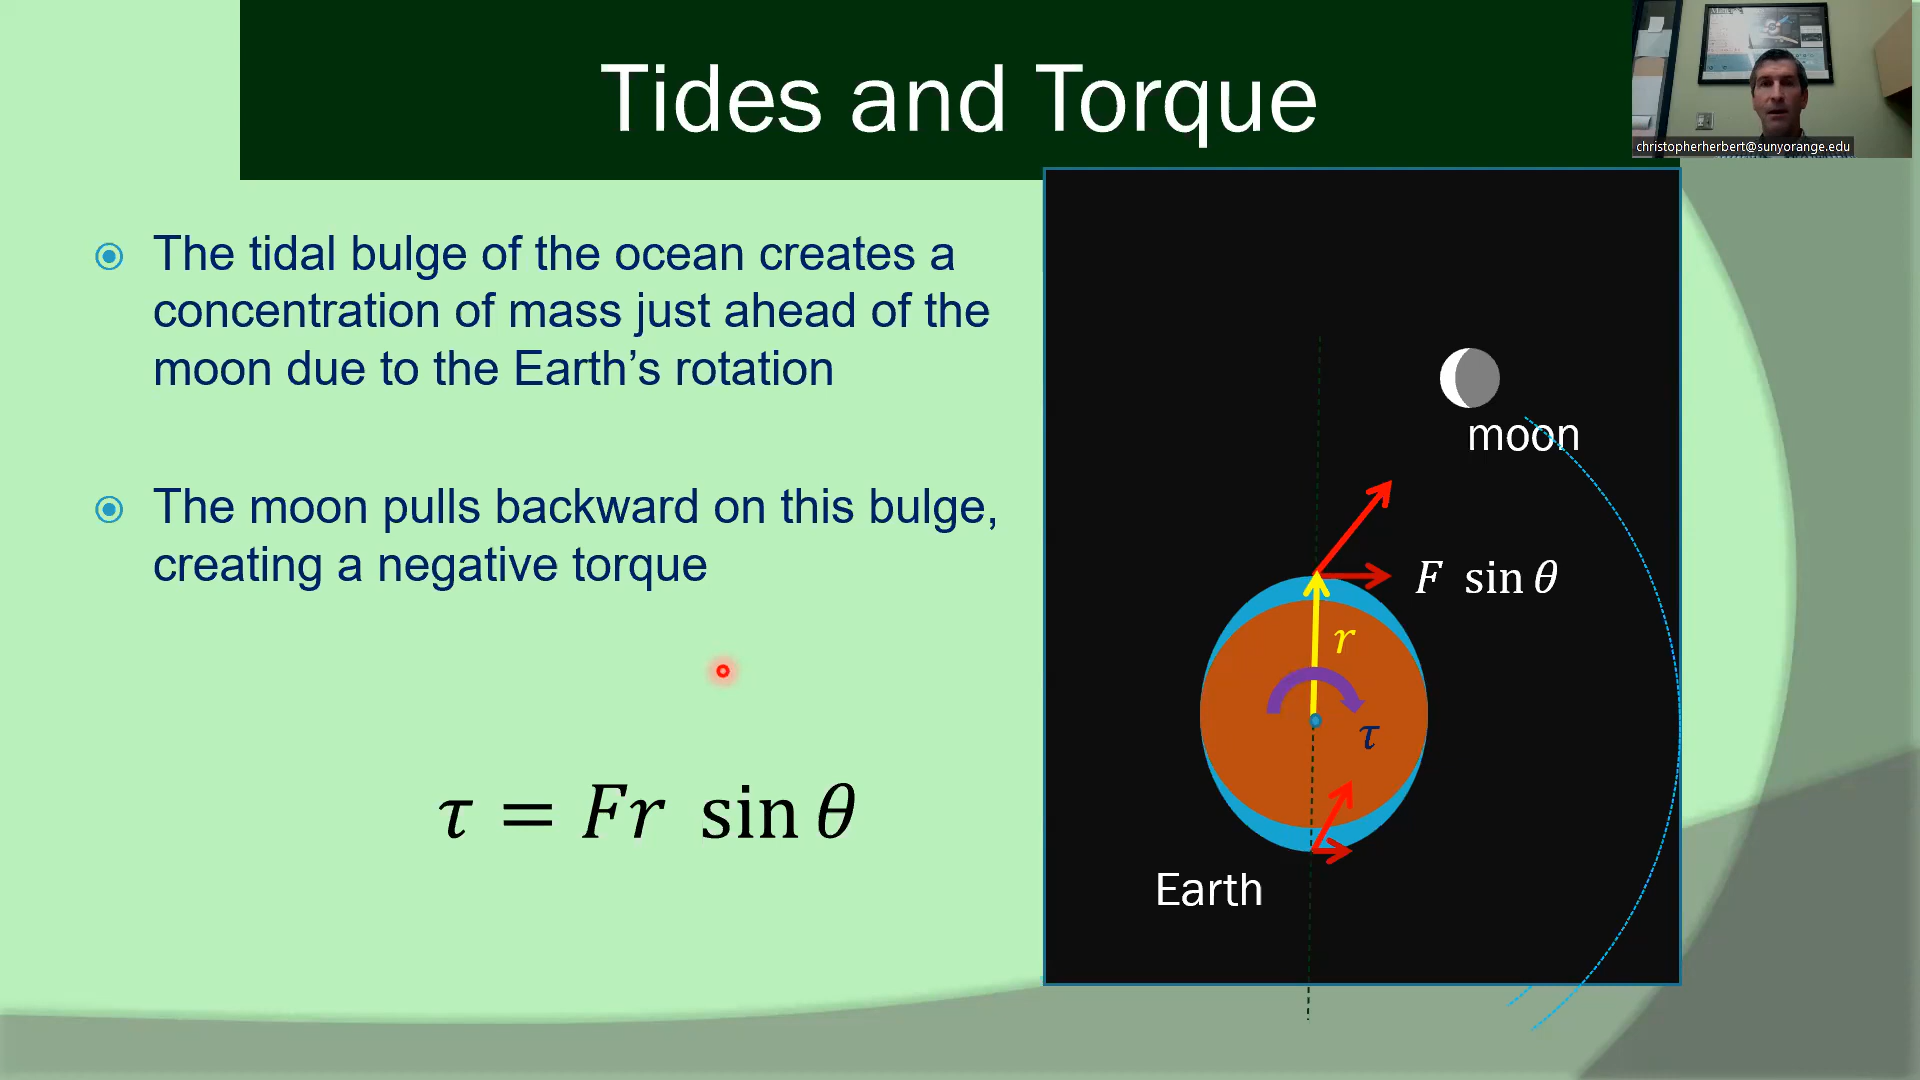 Tides and Torque
christopherherbert@sunyorange.edu
The tidal bulge of the ocean creates a
concentration of mass just ahead of the
moon due to the Earth’s rotation
The moon pulls backward on this bulge,
creating a negative torque
τ = Fr sin θ
moon
F sin θ
r
τ
Earth